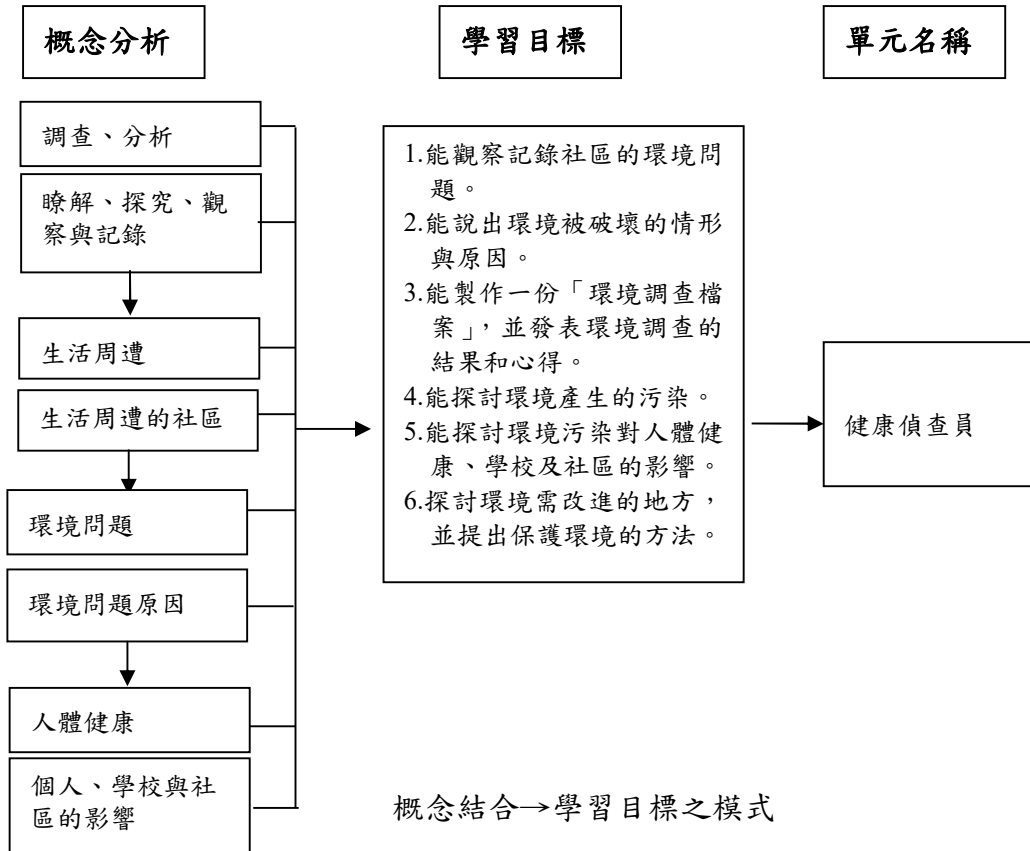 概念分析
學習目標
單元名稱
調查、分析
瞭解、探究、觀
察與記錄
生活周遭
生活周遭的社區
環境問題
環境問題原因
人體健康
個人、學校與社
區的影響
1.能觀察記錄社區的環境問
題。
2.能說出環境被破壞的情形
與原因。
3.能製作一份「環境調查檔
案」，並發表環境調查的
結果和心得。
4.能探討環境產生的污染。
5.能探討環境污染對人體健
康、學校及社區的影響。
6.探討環境需改進的地方，
並提出保護環境的方法。
健康偵查員
概念結合→學習目標之模式